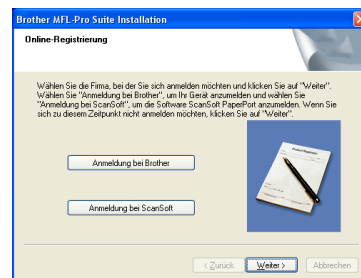 Brother MFL-Pro Suite Installation
Online-Registrierung
Wählen Sie die Firma, bei der Sie sich anmelden möchten und klicken Sie auf "Weiter".
Wählen Sie "Anmeldung bei Brother", um Ihr Gerät anzumelden und wählen Sie
"Anmeldung bei ScanSoft", um die Software ScanSoft PaperPort anzumelden. Wenn Sie
sich zu diesem Zeitpunkt nicht anmelden möchten, klicken Sie auf "Weiter".
Anmeldung bei Brother
Product Registration
Anmeldung bei ScanSoft
< Zurück
Weiter >
Abbrechen